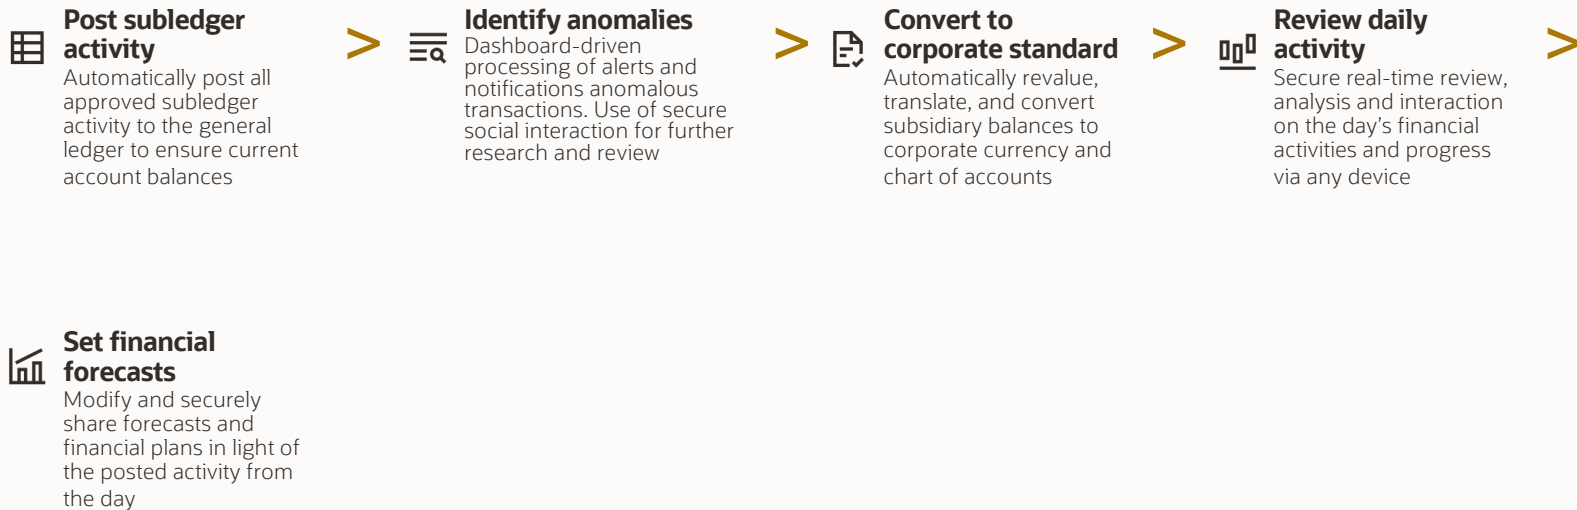 Post subledger
activity
Automatically post all
approved subledger
activity to the general
ledger to ensure current
account balances
>
Identify anomalies
Dashboard-driven
processing of alerts and
notifications anomalous
transactions. Use of secure
social interaction for further
research and review
>
Convert to
corporate standard
Automatically revalue,
translate, and convert
subsidiary balances to
corporate currency and
chart of accounts
>
Review daily
activity
Secure real-time review,
analysis and interaction
on the day’s financial
activities and progress
via any device
>
Set financial
forecasts
Modify and securely
share forecasts and
financial plans in light of
the posted activity from
the day